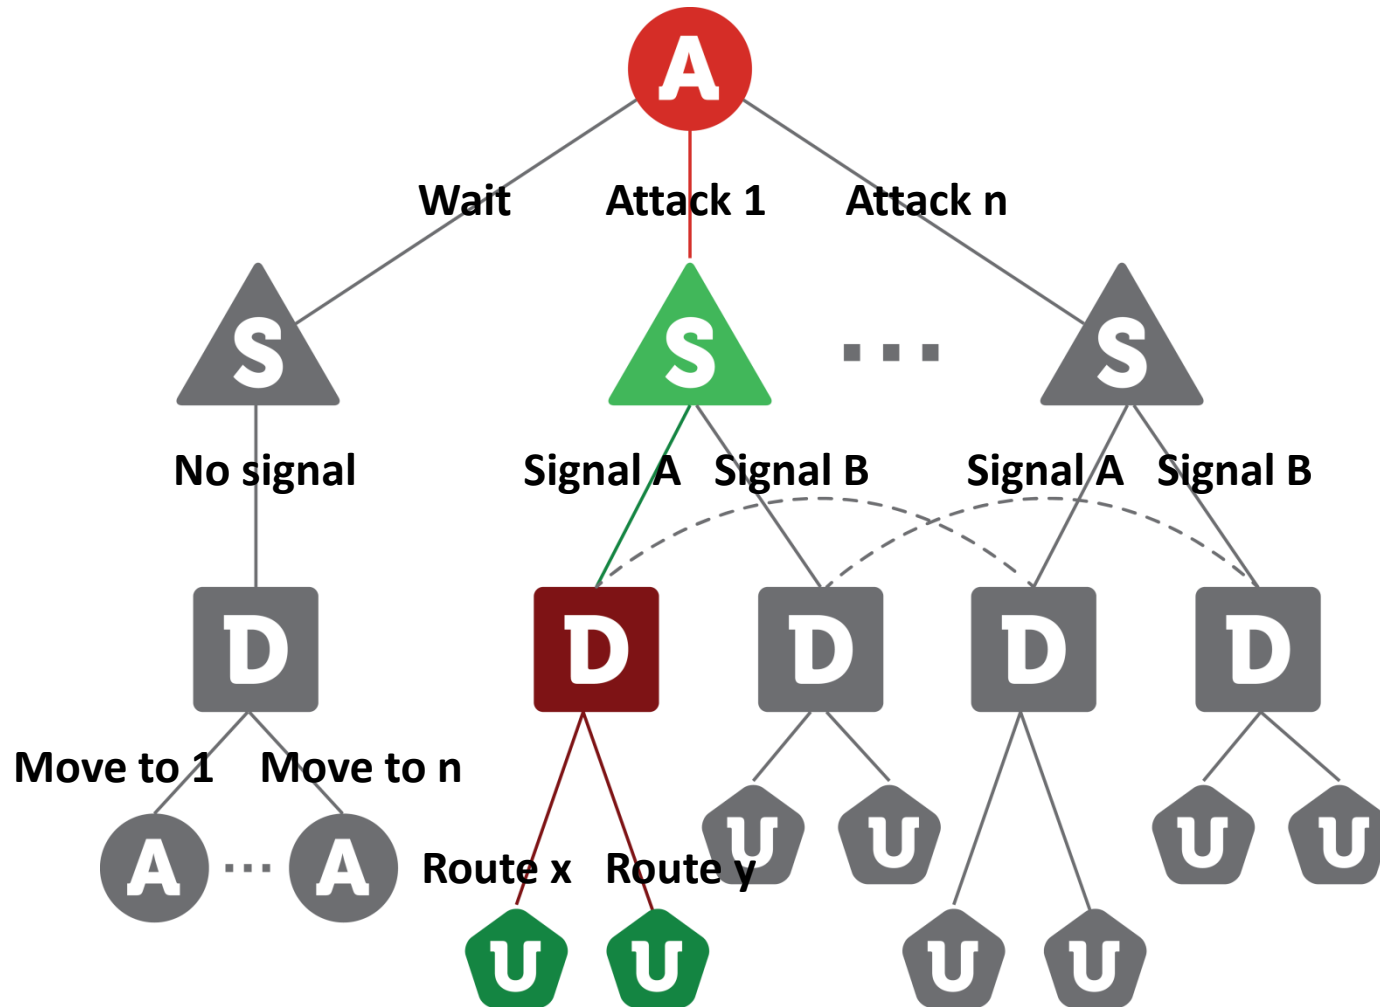 A
Wait
Attack 1
Attack n
S
S
...
S
No signal
Signal A
Signal B
Signal A
Signal B
D
D
D
D
D
Move to 1
Move to n
A
...
A
U
U
U
U
Route x
Route y
U
U
U
U